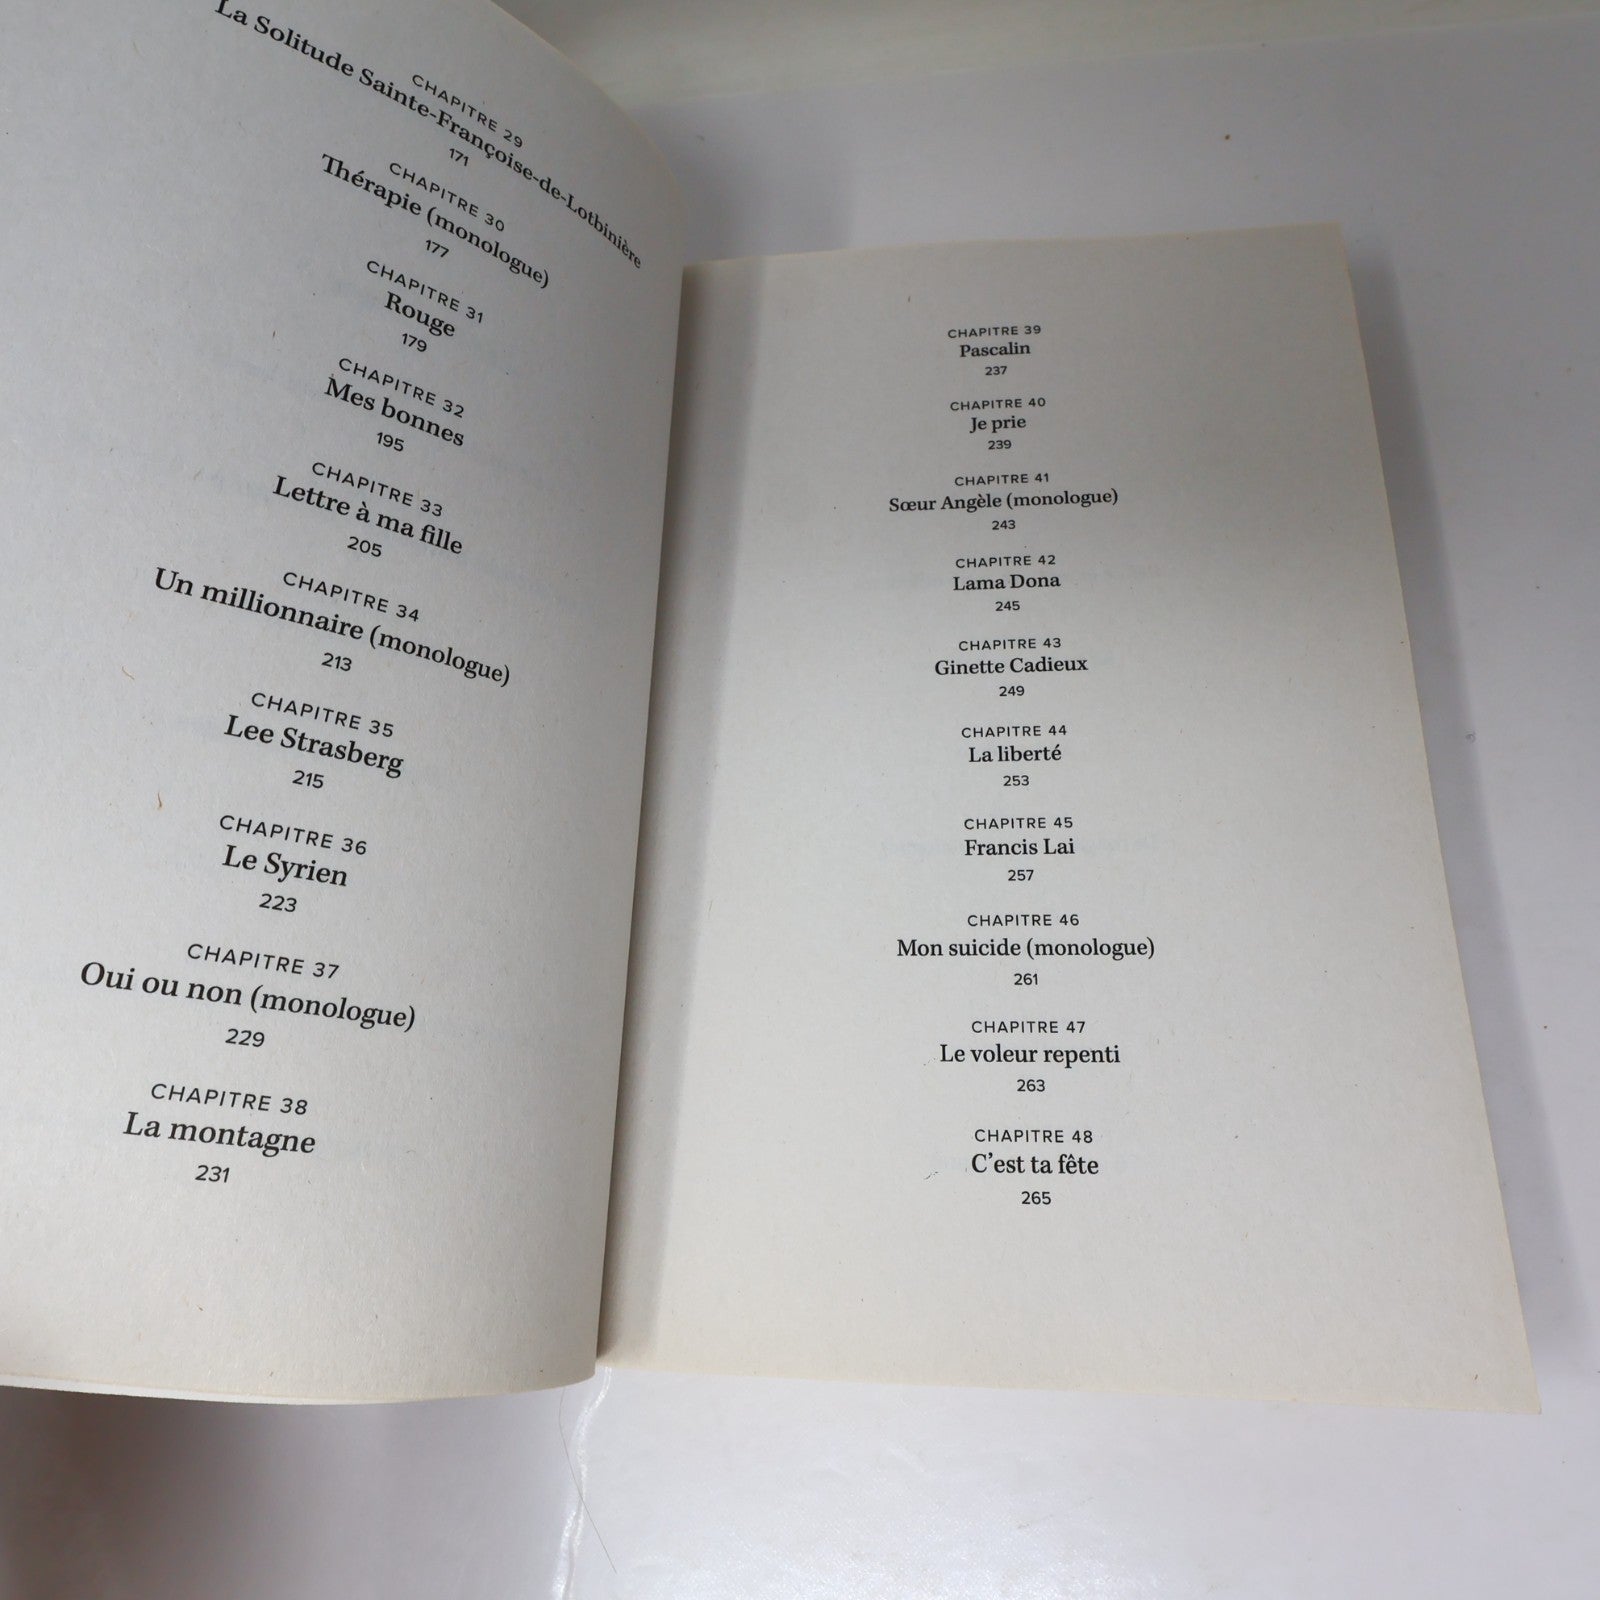 CHAPITRE 29
La Solitude Sainte-Françoise-de-Lotbinière
171
CHAPITRE 30
Thérapie (monologue)
177
CHAPITRE 31
Rouge
179
CHAPITRE 32
Mes bonnes
195
CHAPITRE 33
Lettre à ma fille
205
CHAPITRE 34
Un millionnaire (monologue)
213
CHAPITRE 35
Lee Strasberg
215
CHAPITRE 36
Le Syrien
223
CHAPITRE 37
Oui ou non (monologue)
229
CHAPITRE 38
La montagne
231
CHAPITRE 39
Pascalin
237
CHAPITRE 40
Je prie
239
CHAPITRE 41
Sœur Angèle (monologue)
243
CHAPITRE 42
Lama Dona
245
CHAPITRE 43
Ginette Cadieux
249
CHAPITRE 44
La liberté
253
CHAPITRE 45
Francis Lai
257
CHAPITRE 46
Mon suicide (monologue)
261
CHAPITRE 47
Le voleur repenti
263
CHAPITRE 48
C'est ta fête
265